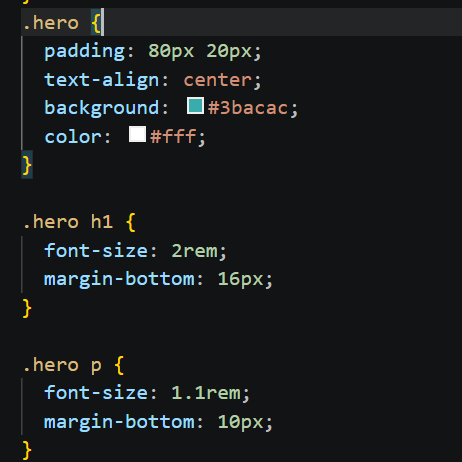 .hero {
padding: 80px 20px;
text-align: center;
background: #3bacac;
color: #fff;
}
.hero h1 {
font-size: 2rem;
margin-bottom: 16px;
}
.hero p {
font-size: 1.1rem;
margin-bottom: 10px;
}